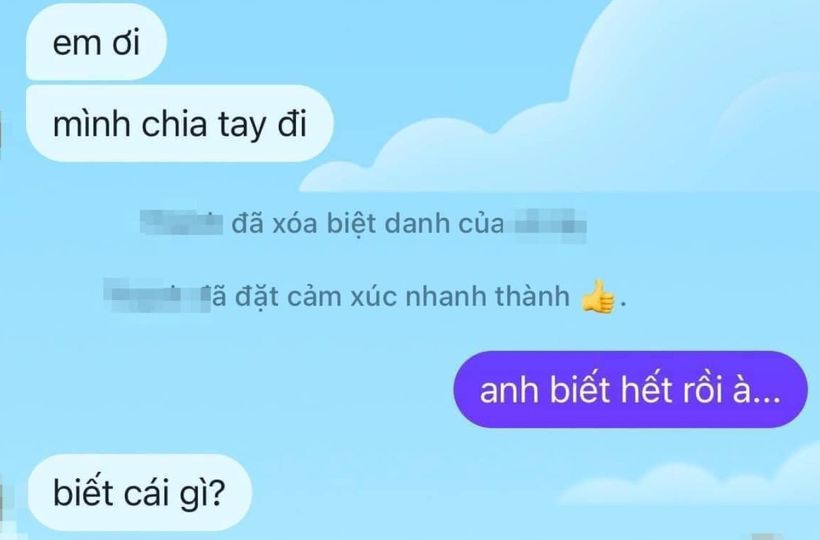 em ơi
mình chia tay đi
đã xóa biệt danh của
đã đặt cảm xúc nhanh thành 👍.
anh biết hết rồi à...
biết cái gì?